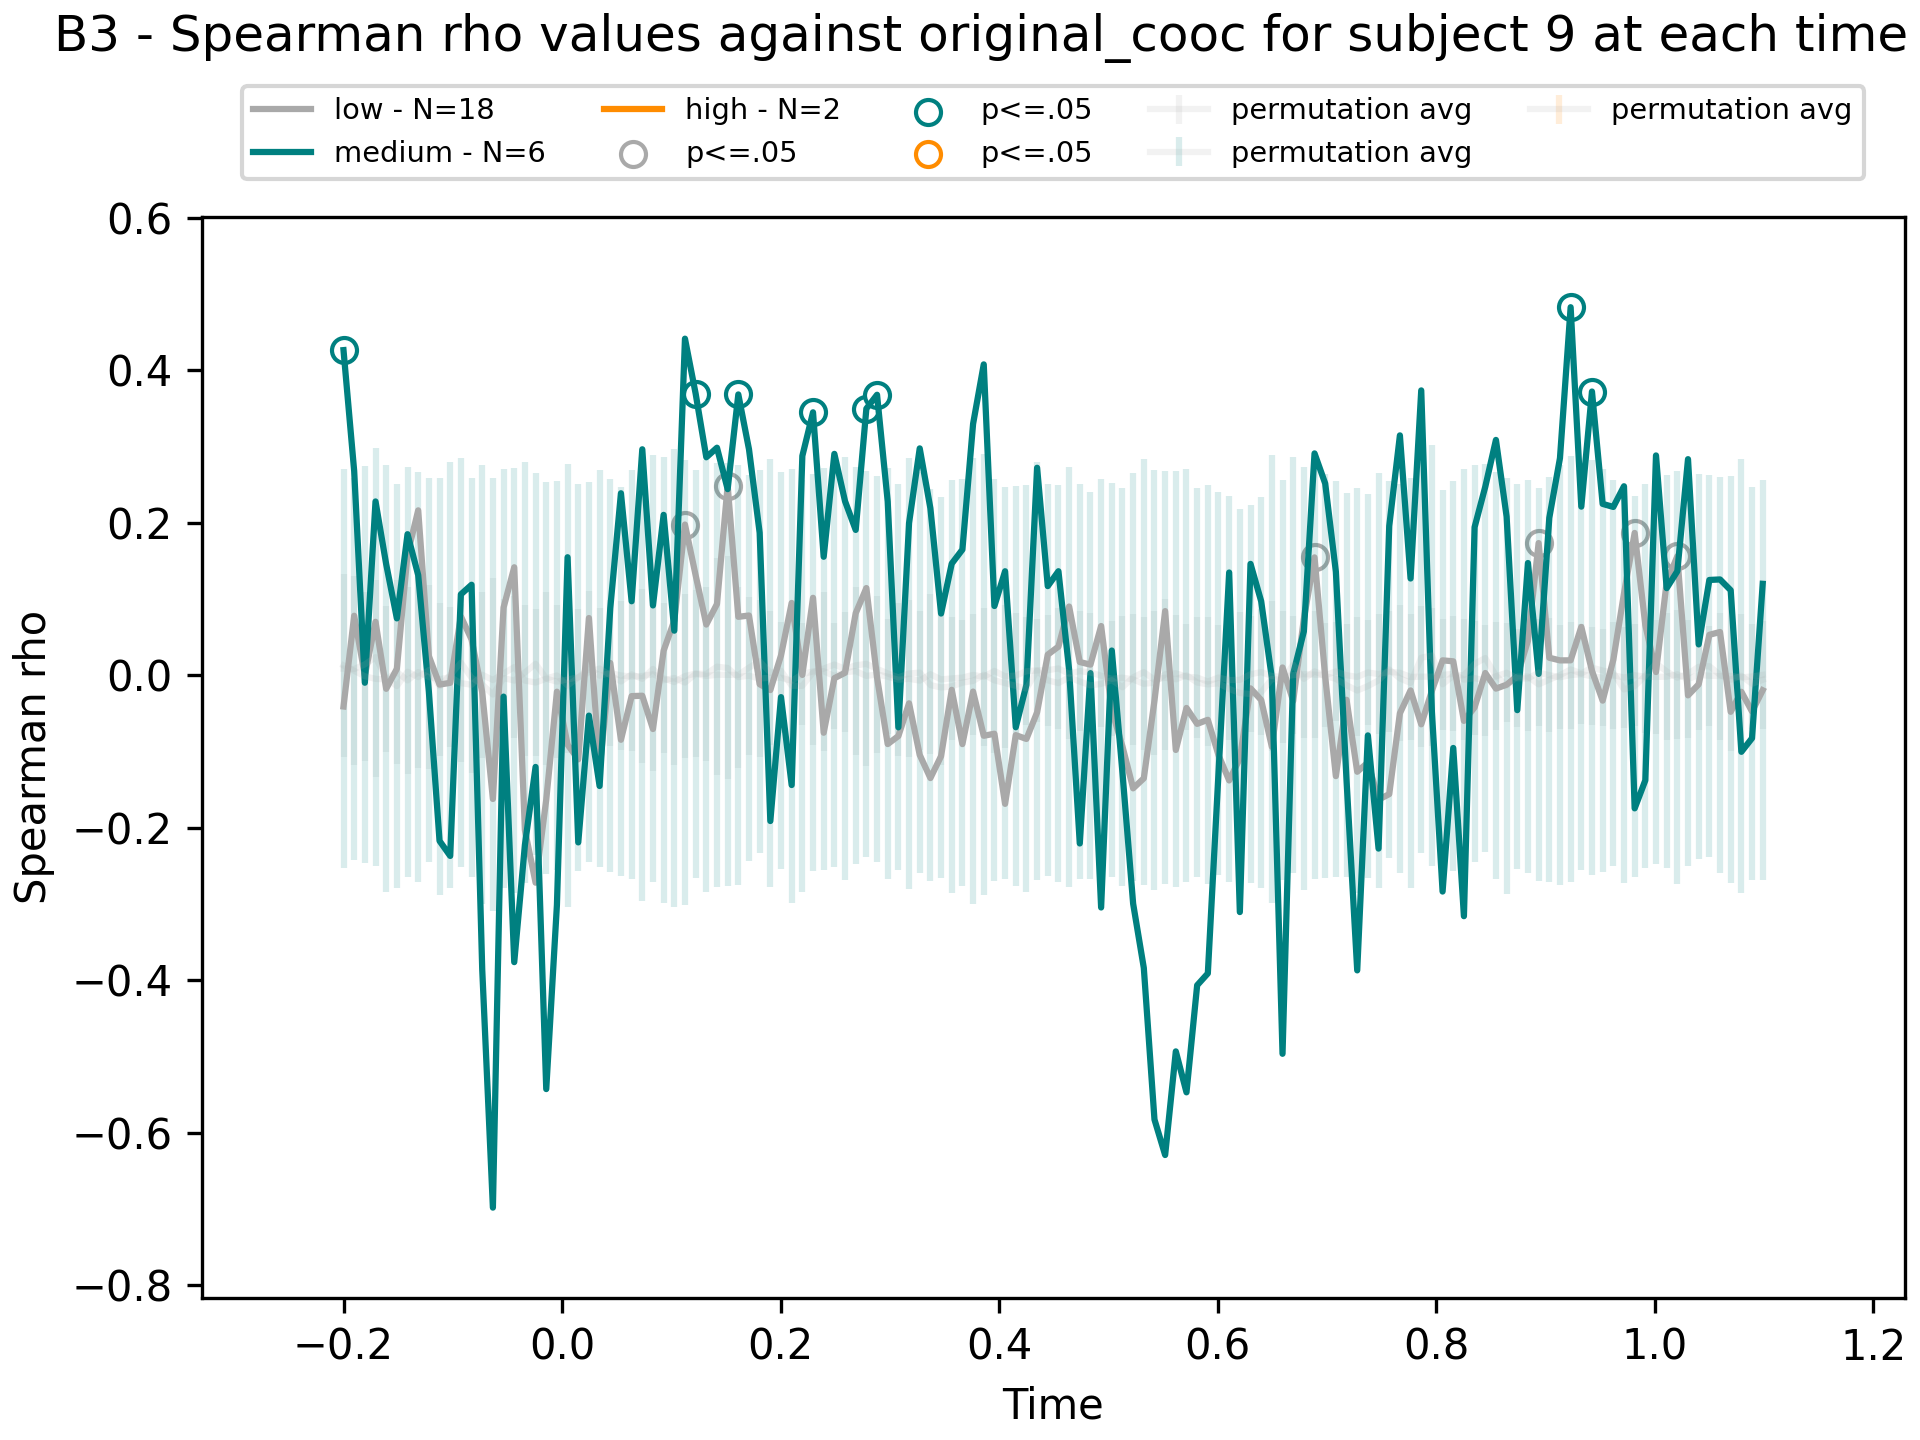 B3 - Spearman rho values against original_cooc for subject 9 at each time
low - N=18
medium - N=6
high - N=2
p<=.05
p<=.05
p<=.05
permutation avg
permutation avg
permutation avg
0.6
0.4
0.2
0.0
−0.2
−0.4
−0.6
−0.8
Spearman rho
−0.2 0.0 0.2 0.4 0.6 0.8 1.0 1.2
Time